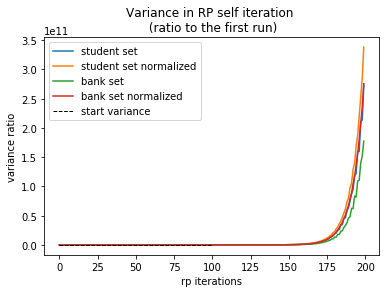 Variance in RP self iteration
(ratio to the first run)
1e11
3.5
3.0
2.5
2.0
1.5
1.0
0.5
0.0
variance ratio
student set
student set normalized
bank set
bank set normalized
start variance
0 25 50 75 100 125 150 175 200
rp iterations